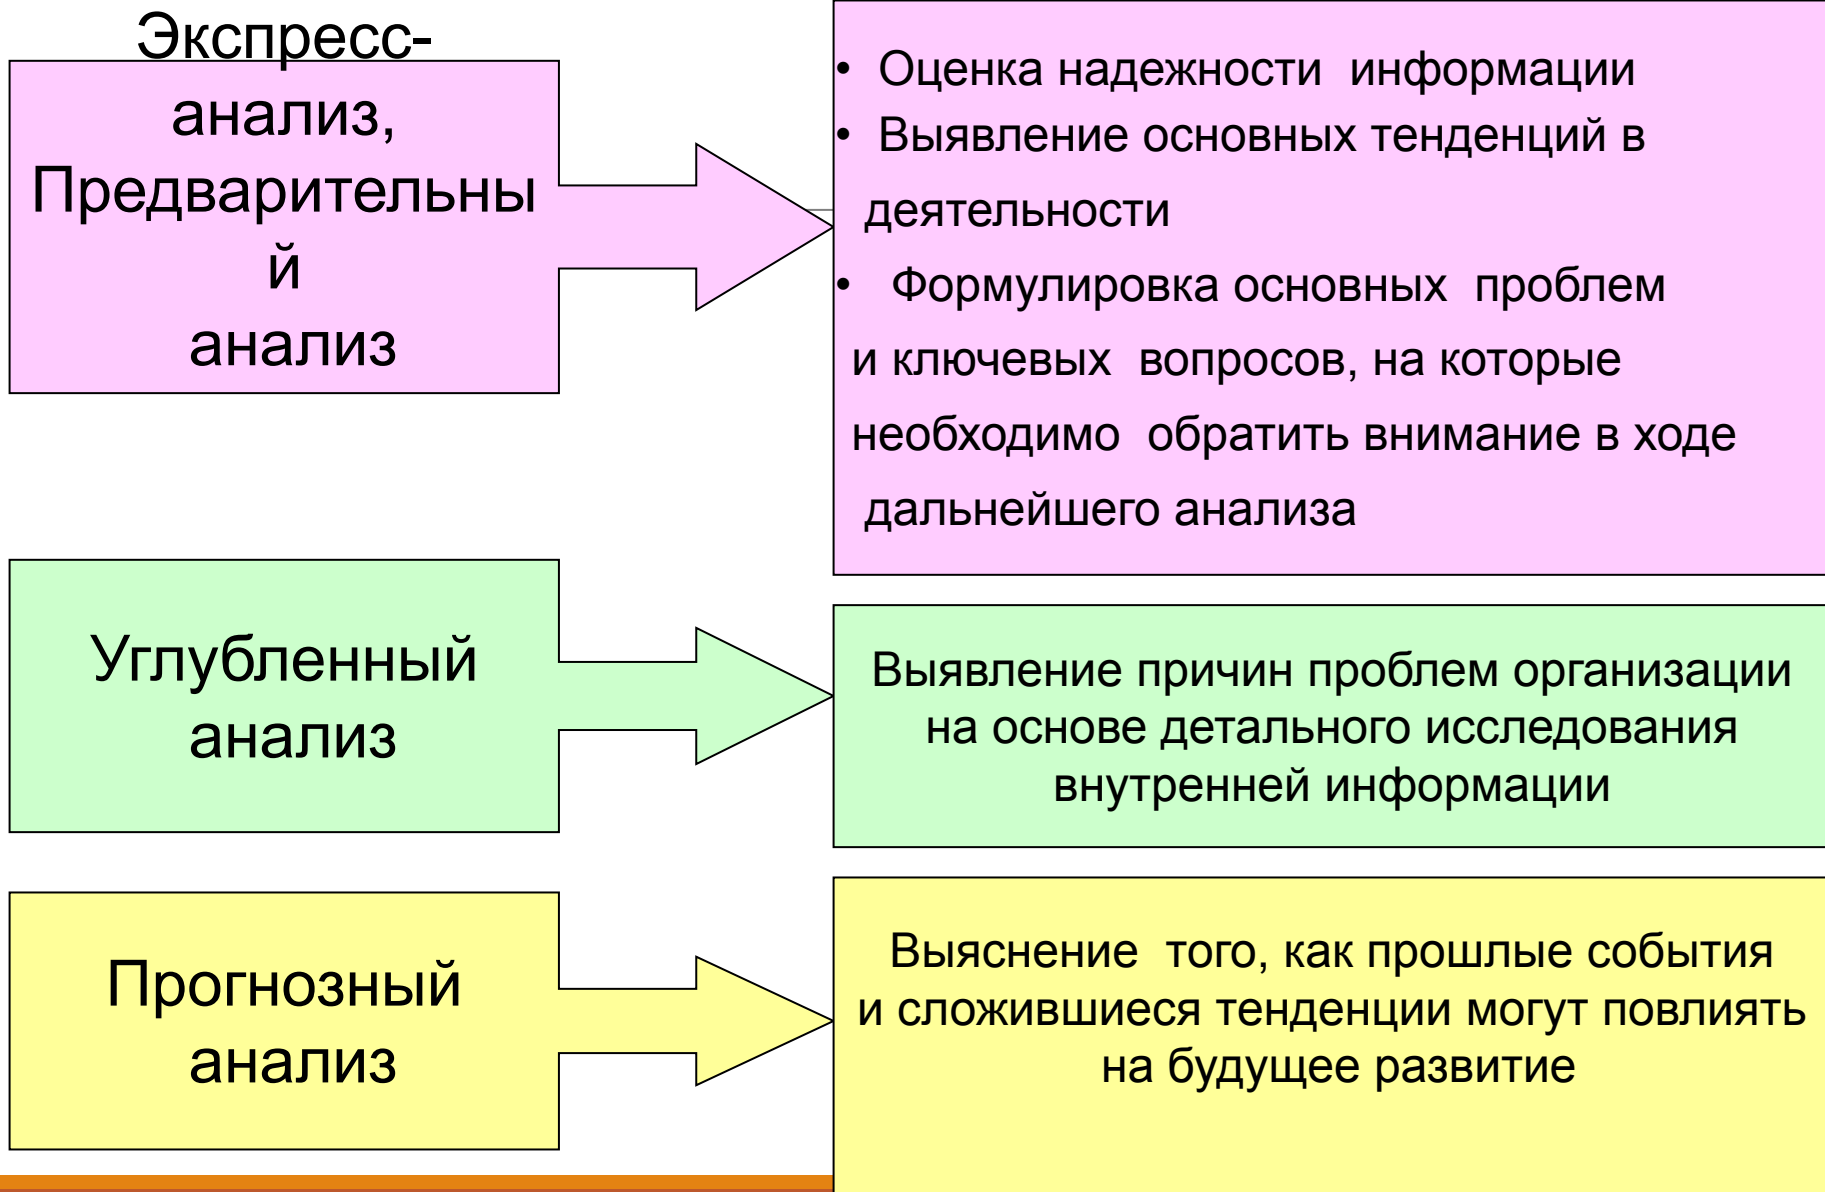 Экспресс-
анализ,
Предварительны
й
анализ
• Оценка надежности информации
• Выявление основных тенденций в
деятельности
• Формулировка основных проблем
и ключевых вопросов, на которые
необходимо обратить внимание в ходе
дальнейшего анализа
Углубленный
анализ
Выявление причин проблем организации
на основе детального исследования
внутренней информации
Прогнозный
анализ
Выяснение того, как прошлые события
и сложившиеся тенденции могут повлиять
на будущее развитие